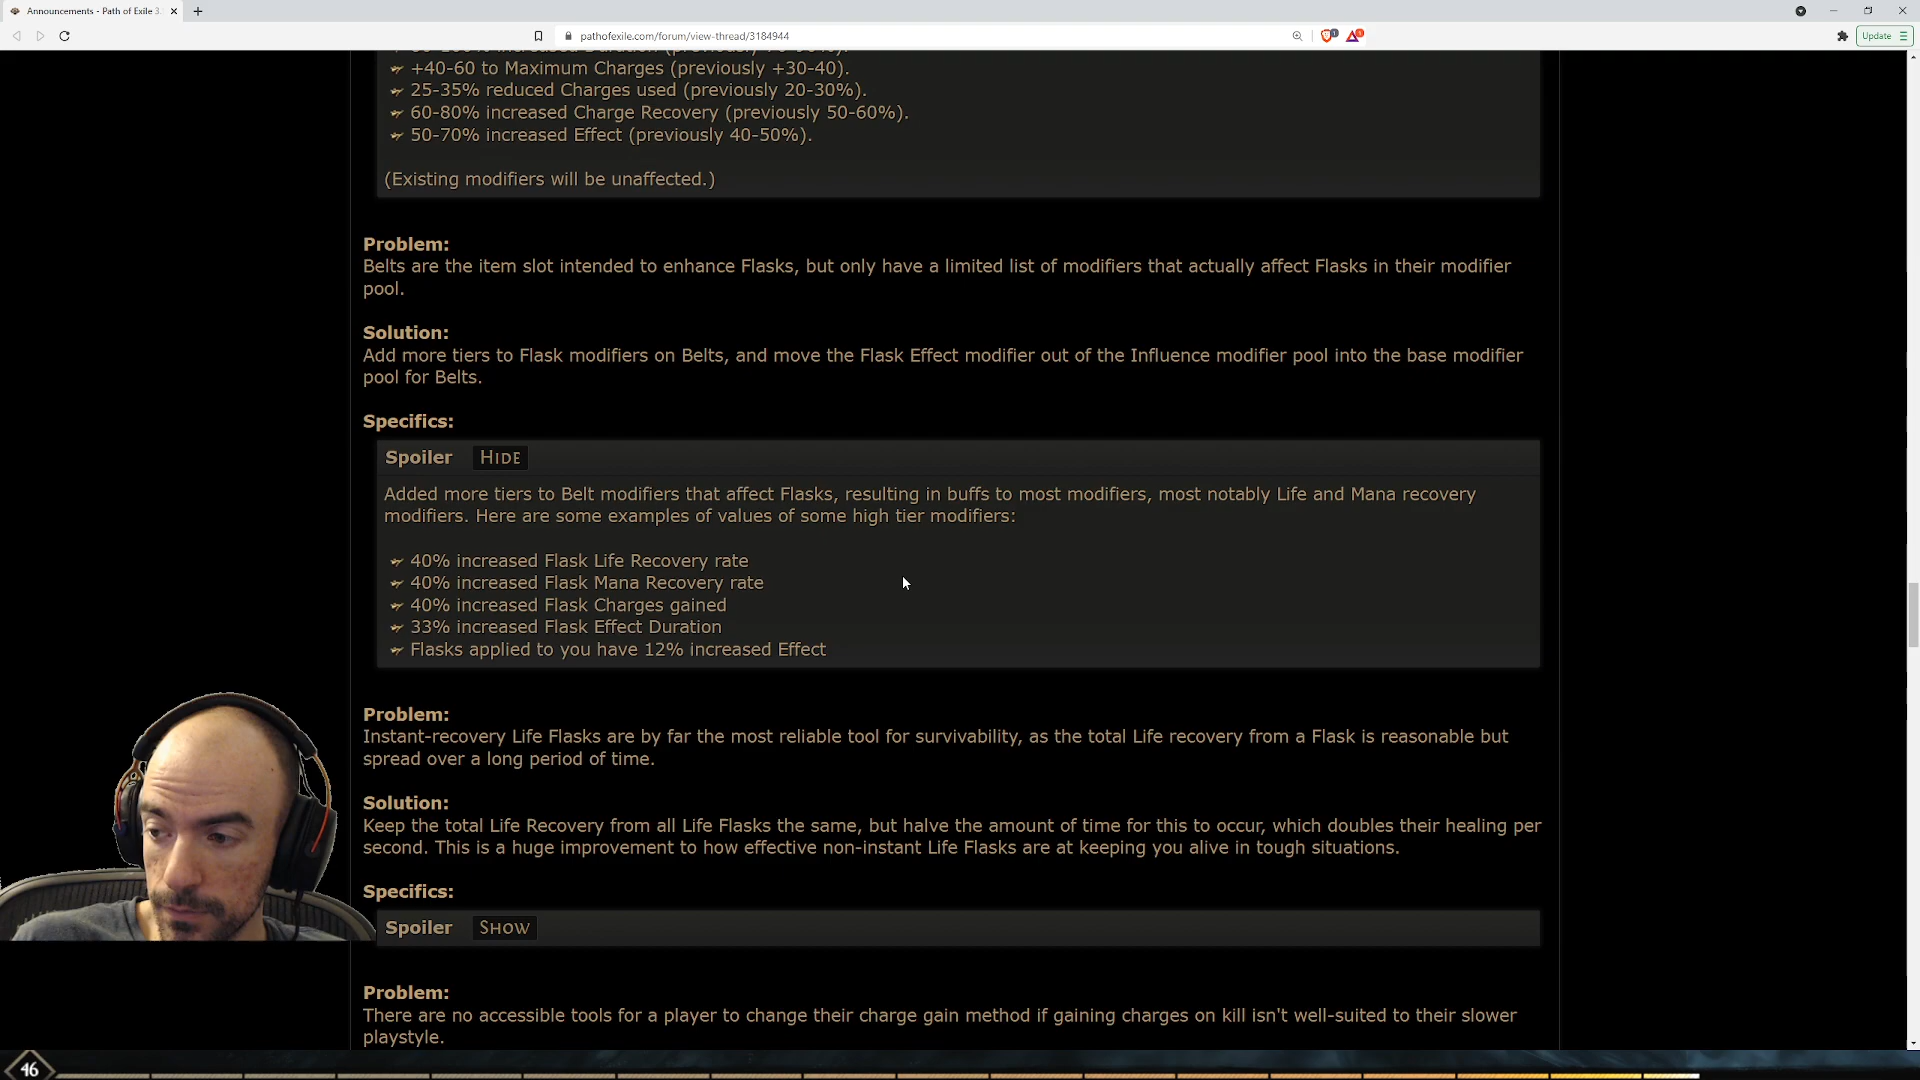 Announcements - Path of Exile 3.
pathofexile.com/forum/view-thread/3184944
Update
+40-60 to Maximum Charges (previously +30-40).
25-35% reduced Charges used (previously 20-30%).
60-80% increased Charge Recovery (previously 50-60%).
50-70% increased Effect (previously 40-50%).
(Existing modifiers will be unaffected.)
Problem:
Belts are the item slot intended to enhance Flasks, but only have a limited list of modifiers that actually affect Flasks in their modifier
pool.
Solution:
Add more tiers to Flask modifiers on Belts, and move the Flask Effect modifier out of the Influence modifier pool into the base modifier
pool for Belts.
Specifics:
Spoiler HIDE
Added more tiers to Belt modifiers that affect Flasks, resulting in buffs to most modifiers, most notably Life and Mana recovery
modifiers. Here are some examples of values of some high tier modifiers:
40% increased Flask Life Recovery rate
40% increased Flask Mana Recovery rate
40% increased Flask Charges gained
33% increased Flask Effect Duration
Flasks applied to you have 12% increased Effect
Problem:
Instant-recovery Life Flasks are by far the most reliable tool for survivability, as the total Life recovery from a Flask is reasonable but
spread over a long period of time.
Solution:
Keep the total Life Recovery from all Life Flasks the same, but halve the amount of time for this to occur, which doubles their healing per
second. This is a huge improvement to how effective non-instant Life Flasks are at keeping you alive in tough situations.
Specifics:
Spoiler SHOW
Problem:
There are no accessible tools for a player to change their charge gain method if gaining charges on kill isn't well-suited to their slower
playstyle.
46